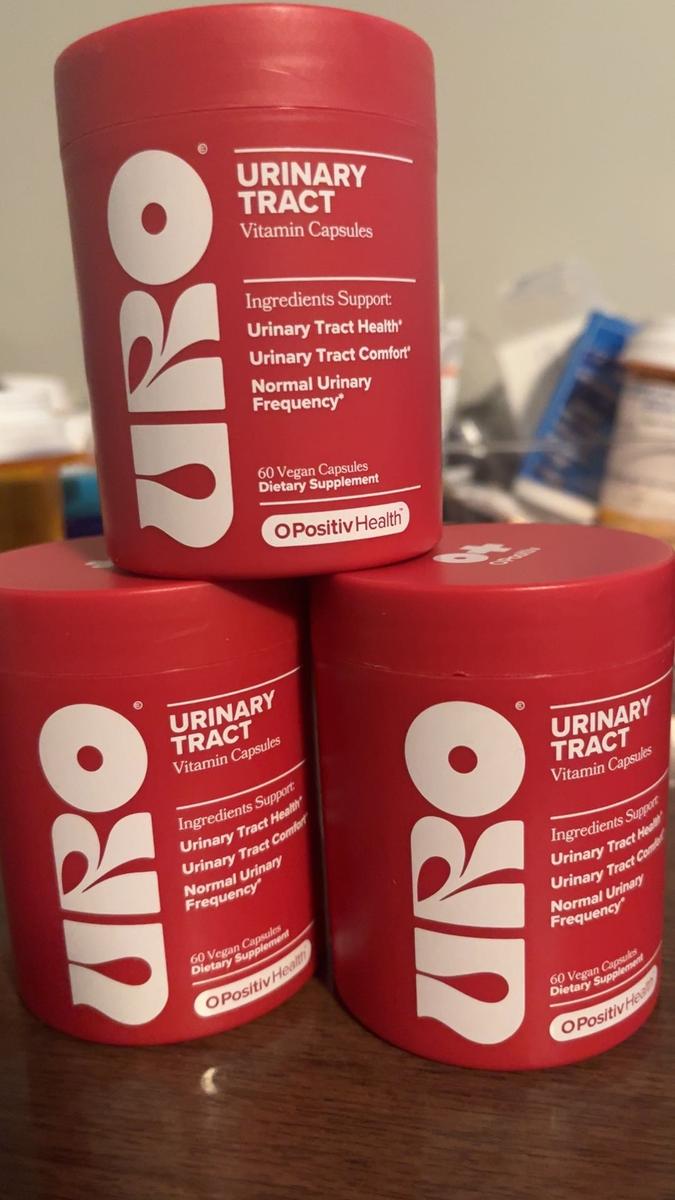 URO
URINARY
TRACT
Vitamin Capsules
Ingredients Support:
Urinary Tract Health*
Urinary Tract Comfort*
Normal Urinary
Frequency*
60 Vegan Capsules
Dietary Supplement
OPositiv Health™
URO
URINARY
TRACT
Vitamin Capsules
Ingredients Support:
Urinary Tract Health*
Urinary Tract Comfort*
Normal Urinary
Frequency*
60 Vegan Capsules
Dietary Supplement
OPositiv Health
OPositiv
URO
URINARY
TRACT
Vitamin Capsules
Ingredients Support:
Urinary Tract Health*
Urinary Tract Comfort*
Normal Urinary
Frequency*
60 Vegan Capsules
Dietary Supplement
OPositiv Health